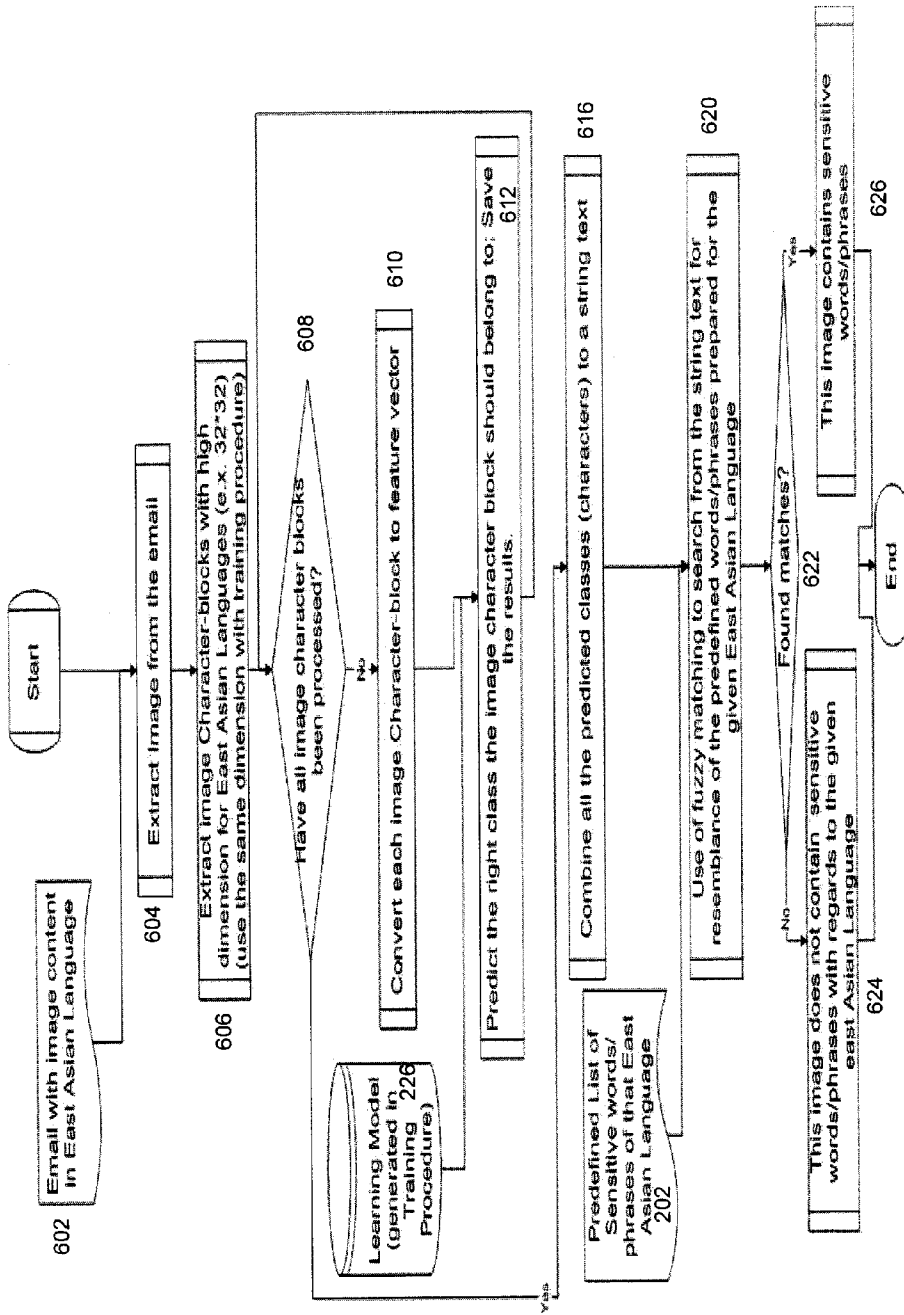 Start
Email with image content
in East Asian Language
602
Extract Image from the email
604
Extract image Character-blocks with high
dimension for East Asian Languages (e.x. 32*32)
(use the same dimension with training procedure)
606
Have all image character blocks
been processed?
608
No
Yes
Convert each image Character-block to feature vector
610
Learning Model
(generated in
Training 226
Procedure)
Predict the right class the image character block should belong to; Save
the results.
612
Combine all the predicted classes (characters) to a string text
616
Predefined List of
Sensitive words/
phrases of that East
Asian Language
202
Use of fuzzy matching to search from the string text for
resemblance of the predefined words/phrases prepared for the
given East Asian Language
620
Found matches?
622
No
Yes
This image does not contain sensitive
words/phrases with regards to the given
east Asian Language
624
This image contains sensitive
words/phrases
626
End